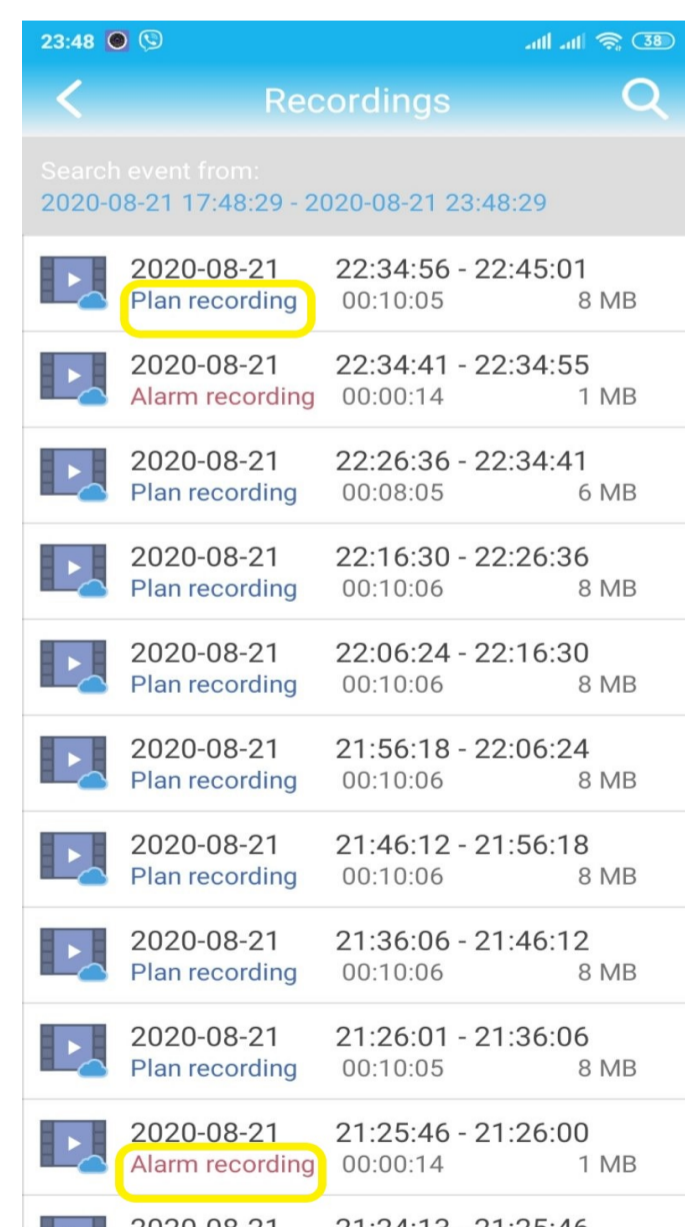 23:48 38
Recordings
Search event from:
2020-08-21 17:48:29 - 2020-08-21 23:48:29
2020-08-21 22:34:56 - 22:45:01
Plan recording 00:10:05 8 MB
2020-08-21 22:34:41 - 22:34:55
Alarm recording 00:00:14 1 MB
2020-08-21 22:26:36 - 22:34:41
Plan recording 00:08:05 6 MB
2020-08-21 22:16:30 - 22:26:36
Plan recording 00:10:06 8 MB
2020-08-21 22:06:24 - 22:16:30
Plan recording 00:10:06 8 MB
2020-08-21 21:56:18 - 22:06:24
Plan recording 00:10:06 8 MB
2020-08-21 21:46:12 - 21:56:18
Plan recording 00:10:06 8 MB
2020-08-21 21:36:06 - 21:46:12
Plan recording 00:10:06 8 MB
2020-08-21 21:26:01 - 21:36:06
Plan recording 00:10:05 8 MB
2020-08-21 21:25:46 - 21:26:00
Alarm recording 00:00:14 1 MB
2020-08-21 21:24:13 - 21:25:46